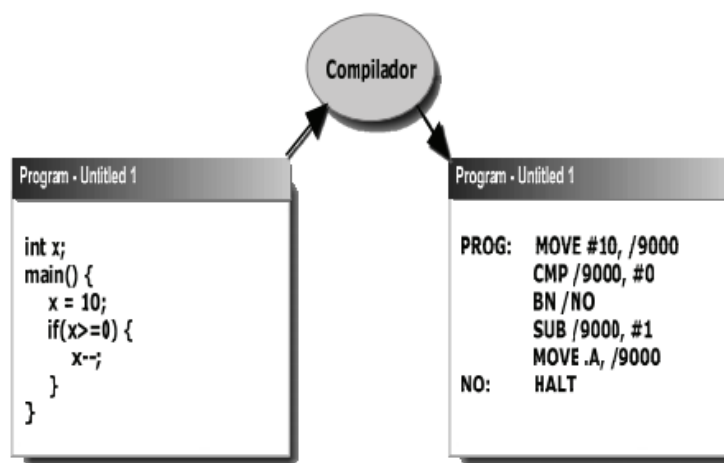 Compilador
Program - Untitled 1
int x;
main() {
x = 10;
if(x>=0) {
x--;
}
}
Program - Untitled 1
PROG: MOVE #10, /9000
CMP /9000, #0
BN /NO
SUB /9000, #1
MOVE .A, /9000
NO: HALT